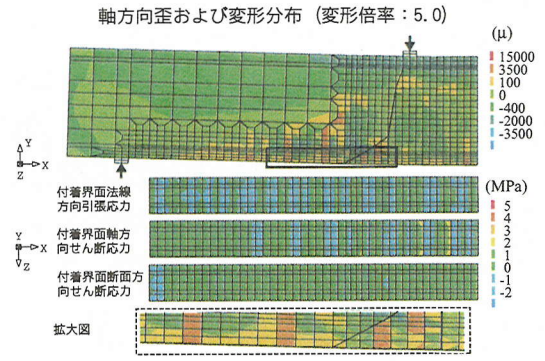 軸方向歪および変形分布（変形倍率：5.0）
(μ)
15000
3500
100
0
-400
-2000
-3500
Y
X
Z
付着界面法線
方向引張応力
付着界面軸方
向せん断応力
付着界面断面方
向せん断応力
Y
X
Z
(MPa)
5
4
3
2
1
0
-1
-2
拡大図